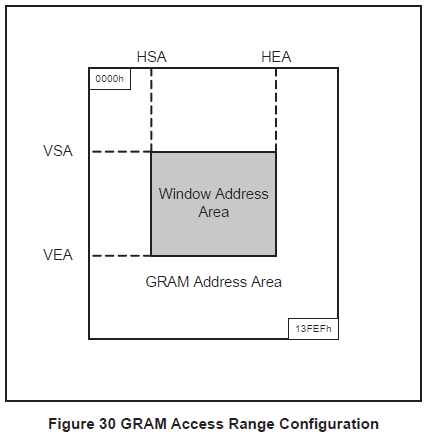 HSA HEA
0000h
VSA
Window Address
Area
VEA
GRAM Address Area
13FEFh
Figure 30 GRAM Access Range Configuration